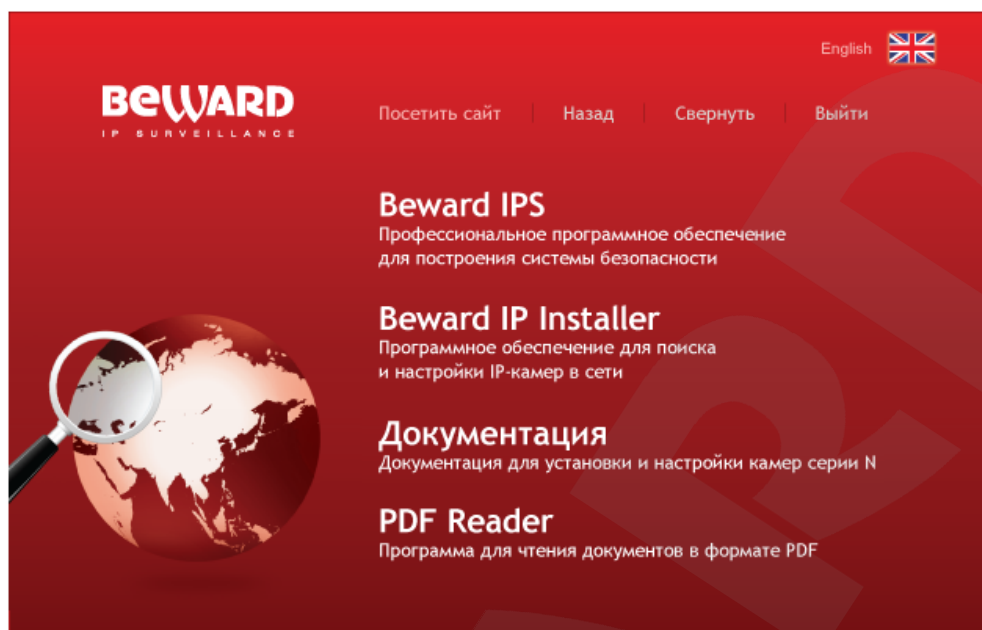 English
BEWARD
IP SURVEILLANCE
Посетить сайт
Назад
Свернуть
Выйти
Beward IPS
Профессиональное программное обеспечение
для построения системы безопасности
Beward IP Installer
Программное обеспечение для поиска
и настройки IP-камер в сети
Документация
Документация для установки и настройки камер серии N
PDF Reader
Программа для чтения документов в формате PDF